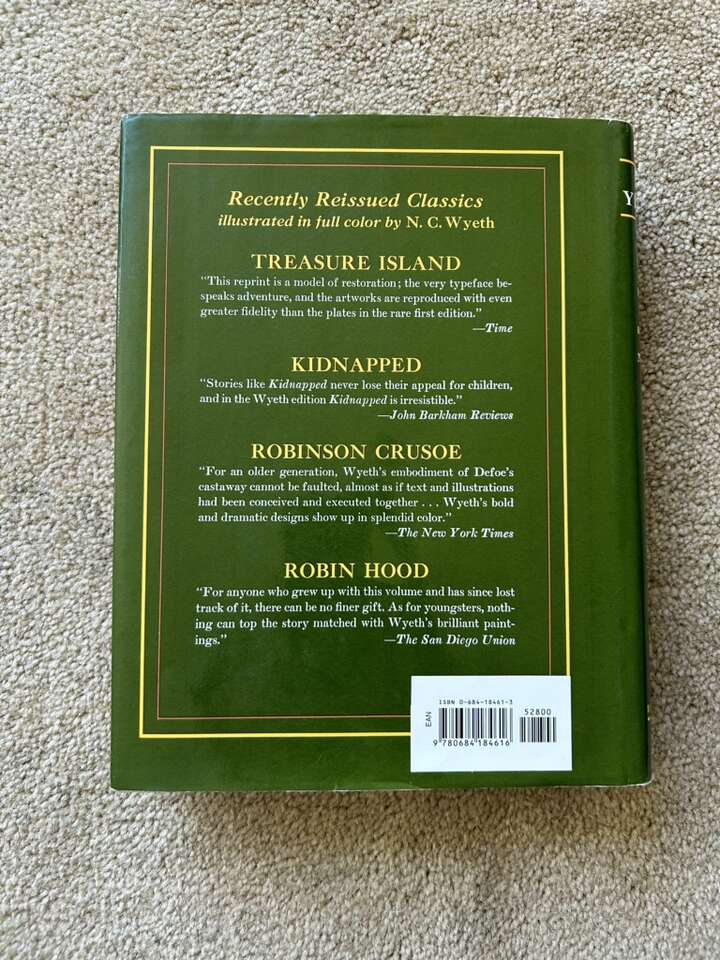 Recently Reissued Classics
illustrated in full color by N. C. Wyeth
TREASURE ISLAND
“This reprint is a model of restoration; the very typeface be-
speaks adventure, and the artworks are reproduced with even
greater fidelity than the plates in the rare first edition.”
—Time
KIDNAPPED
“Stories like Kidnapped never lose their appeal for children,
and in the Wyeth edition Kidnapped is irresistible.”
—John Barkham Reviews
ROBINSON CRUSOE
“For an older generation, Wyeth’s embodiment of Defoe’s
castaway cannot be faulted, almost as if text and illustrations
had been conceived and executed together . . . Wyeth’s bold
and dramatic designs show up in splendid color.”
—The New York Times
ROBIN HOOD
“For anyone who grew up with this volume and has since lost
track of it, there can be no finer gift. As for youngsters, noth-
ing can top the story matched with Wyeth’s brilliant paint-
ings.” —The San Diego Union
ISBN 0-684-18461-3
52800
EAN
9 780684 184616
Y